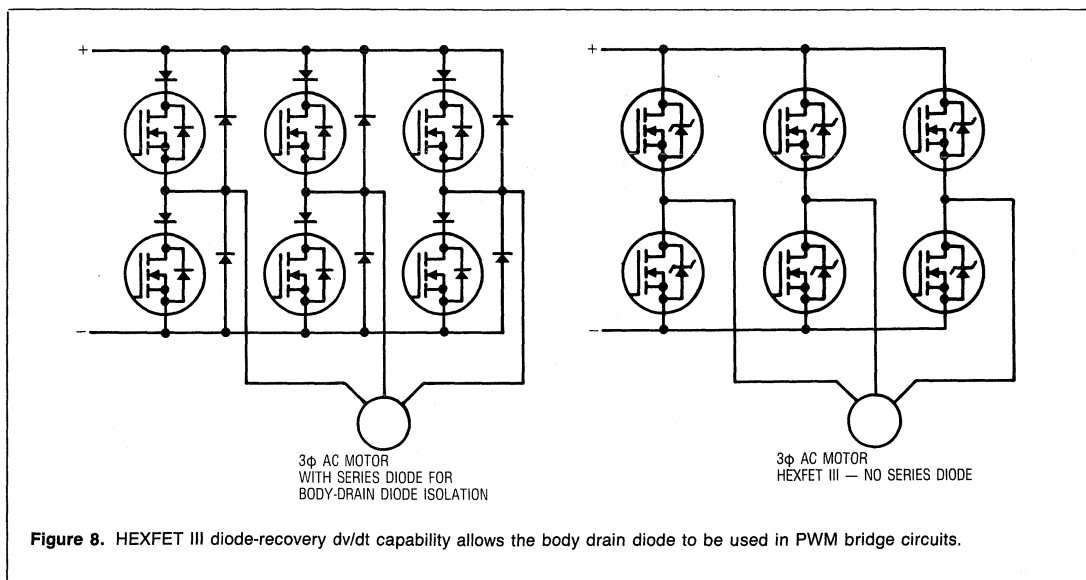 +
+
-
-
3ϕ AC MOTOR
WITH SERIES DIODE FOR
BODY-DRAIN DIODE ISOLATION
3ϕ AC MOTOR
HEXFET III — NO SERIES DIODE
Figure 8. HEXFET III diode-recovery dv/dt capability allows the body drain diode to be used in PWM bridge circuits.